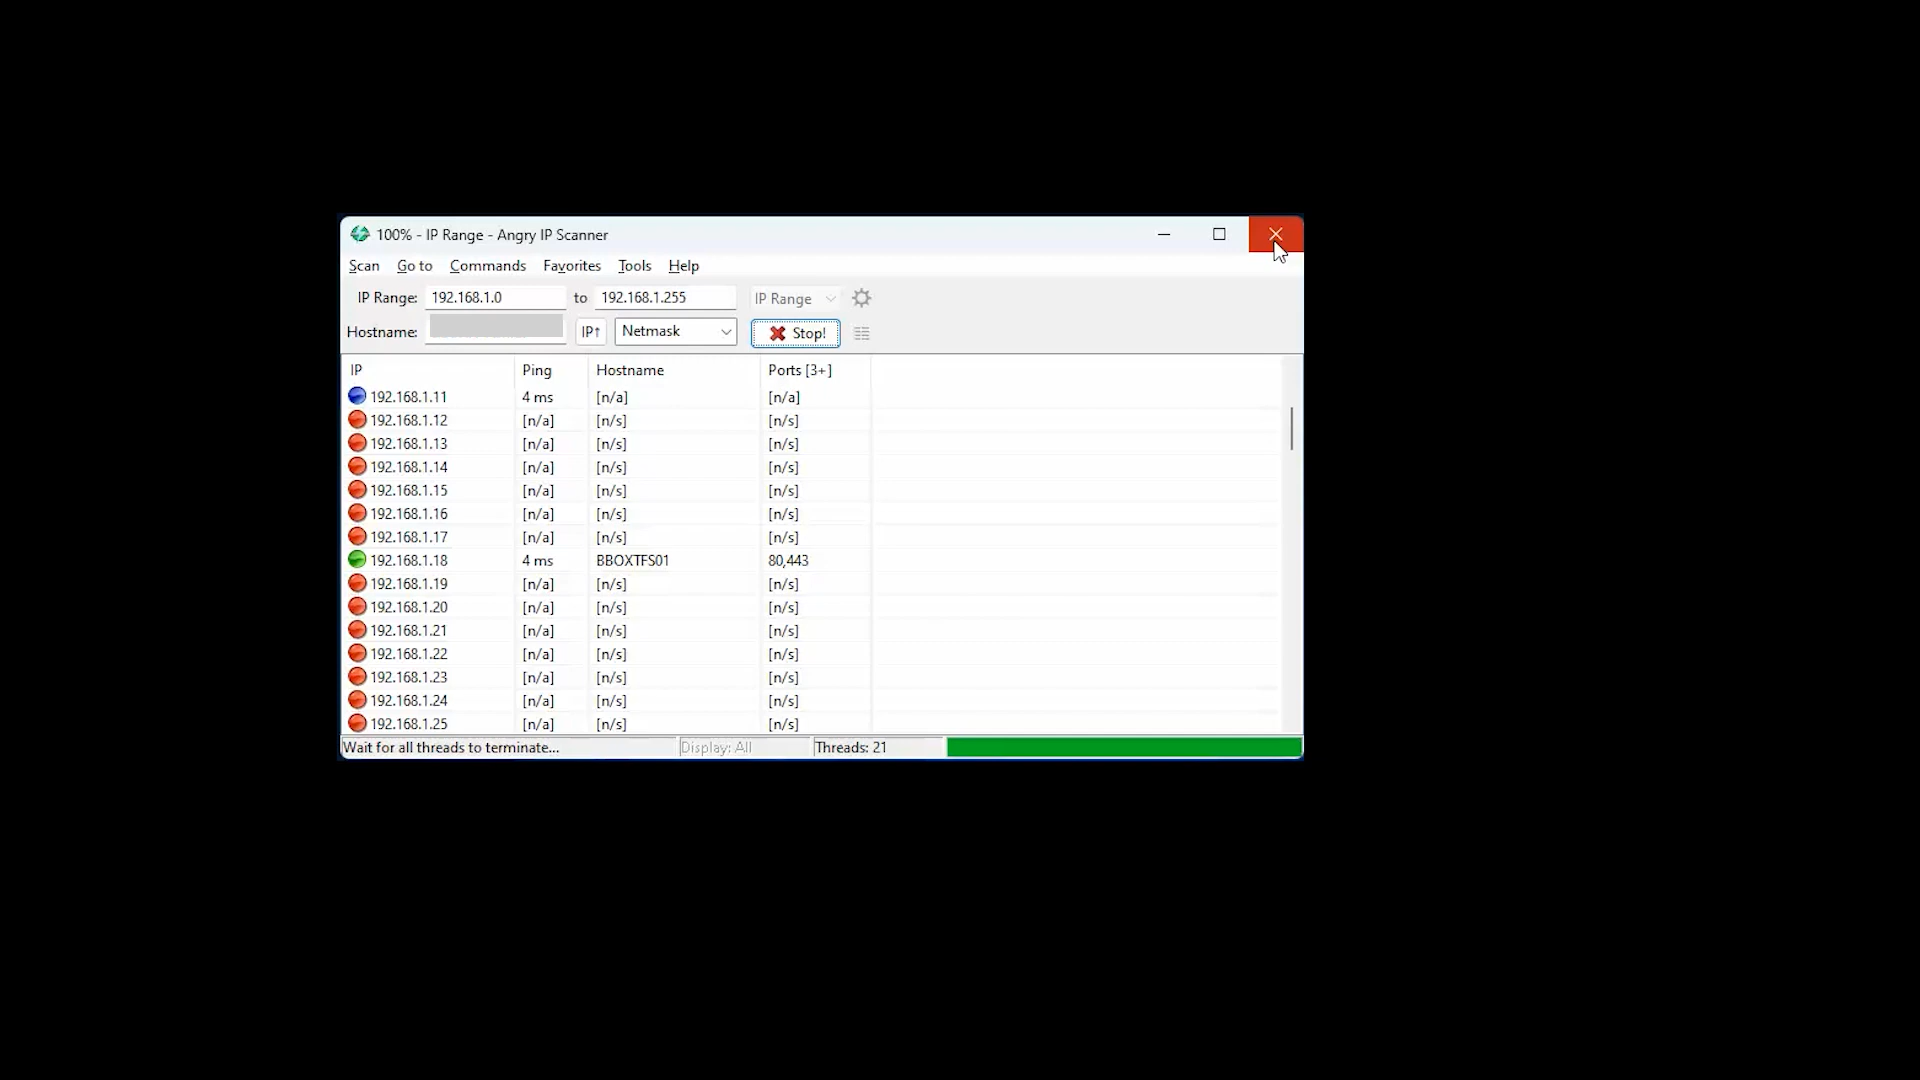 100% - IP Range - Angry IP Scanner
Scan Go to Commands Favorites Tools Help
IP Range: 192.168.1.0 to 192.168.1.255 IP Range
Hostname: IP↑ Netmask Stop!
IP Ping Hostname Ports [3+]
192.168.1.11 4 ms [n/a] [n/a]
192.168.1.12 [n/a] [n/s] [n/s]
192.168.1.13 [n/a] [n/s] [n/s]
192.168.1.14 [n/a] [n/s] [n/s]
192.168.1.15 [n/a] [n/s] [n/s]
192.168.1.16 [n/a] [n/s] [n/s]
192.168.1.17 [n/a] [n/s] [n/s]
192.168.1.18 4 ms BBOXTFS01 80,443
192.168.1.19 [n/a] [n/s] [n/s]
192.168.1.20 [n/a] [n/s] [n/s]
192.168.1.21 [n/a] [n/s] [n/s]
192.168.1.22 [n/a] [n/s] [n/s]
192.168.1.23 [n/a] [n/s] [n/s]
192.168.1.24 [n/a] [n/s] [n/s]
192.168.1.25 [n/a] [n/s] [n/s]
Wait for all threads to terminate... Display: All Threads: 21